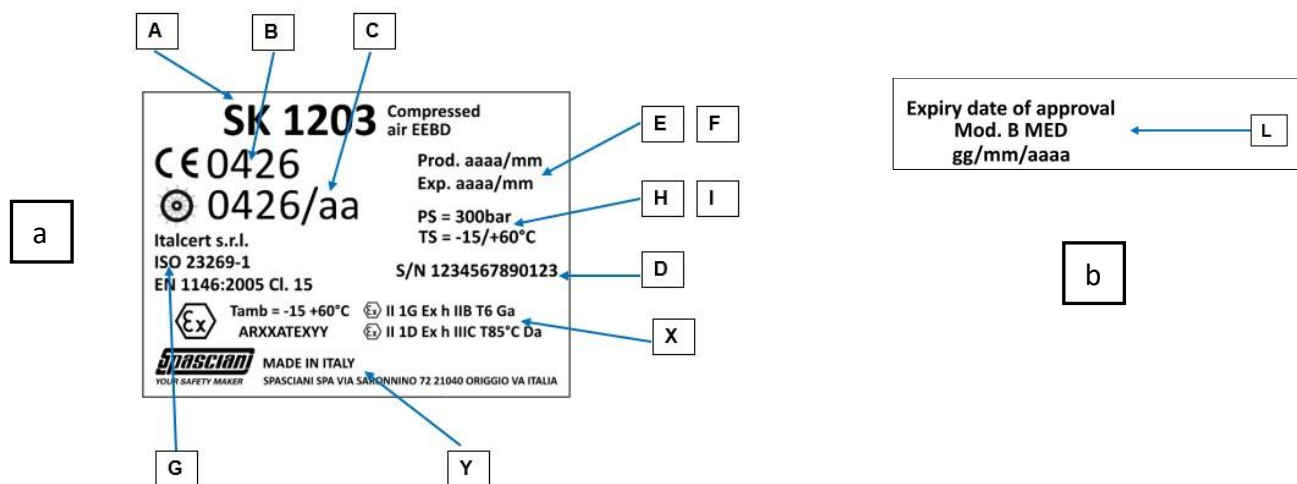 A B C
SK 1203 Compressed
air EEBD
CE 0426
0426/aa
Prod. aaaa/mm
Exp. aaaa/mm
E F
PS = 300bar
TS = -15/+60°C
H I
Italcert s.r.l.
ISO 23269-1
EN 1146:2005 Cl. 15
S/N 1234567890123
D
Ex
Tamb = -15 +60°C
ARXXATEXYY
Ex II 1G Ex h IIB T6 Ga
Ex II 1D Ex h IIIC T85°C Da
X
spasciani
YOUR SAFETY MAKER
MADE IN ITALY
SPASCIANI SPA VIA SARONNINO 72 21040 ORIGGIO VA ITALIA
G Y
a
Expiry date of approval
Mod. B MED
gg/mm/aaaa
L
b